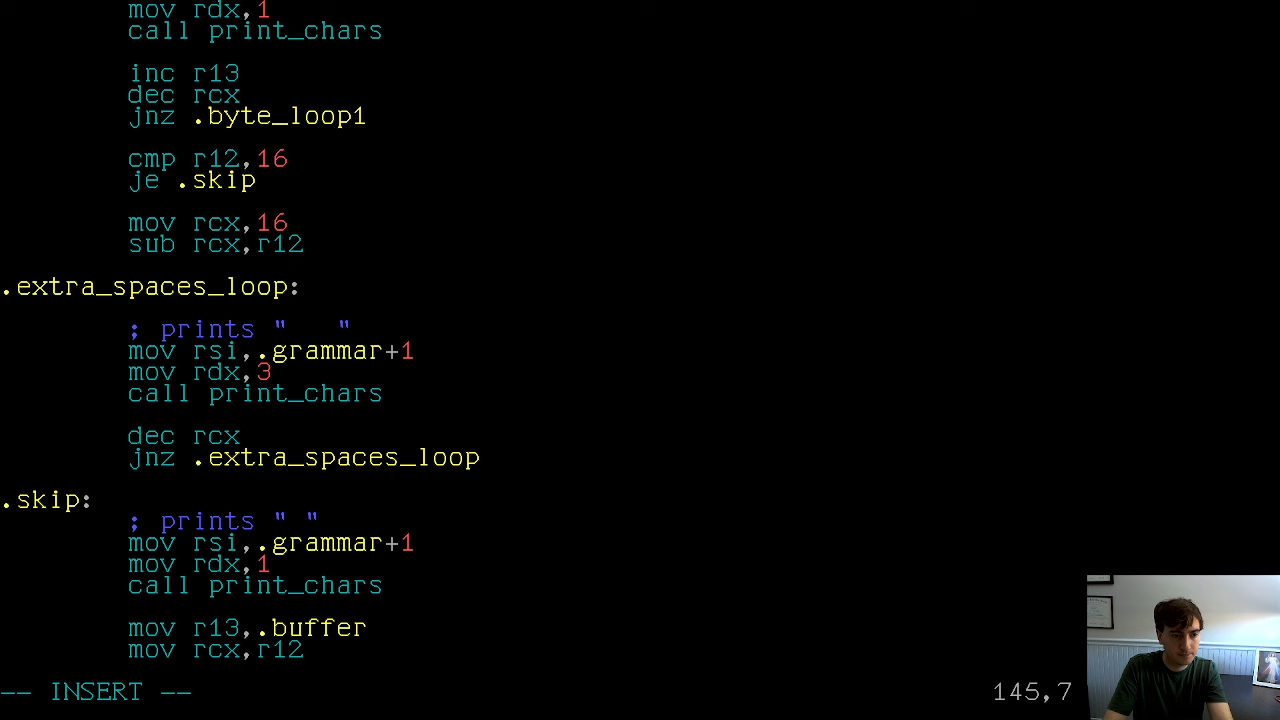 mov rdx,1
call print_chars
inc r13
dec rcx
jnz .byte_loop1
cmp r12,16
je .skip
mov rcx,16
sub rcx,r12
.extra_spaces_loop:
; prints "   "
mov rsi,.grammar+1
mov rdx,3
call print_chars
dec rcx
jnz .extra_spaces_loop
.skip:
; prints " "
mov rsi,.grammar+1
mov rdx,1
call print_chars
mov r13,.buffer
mov rcx,r12
-- INSERT -- 145,7